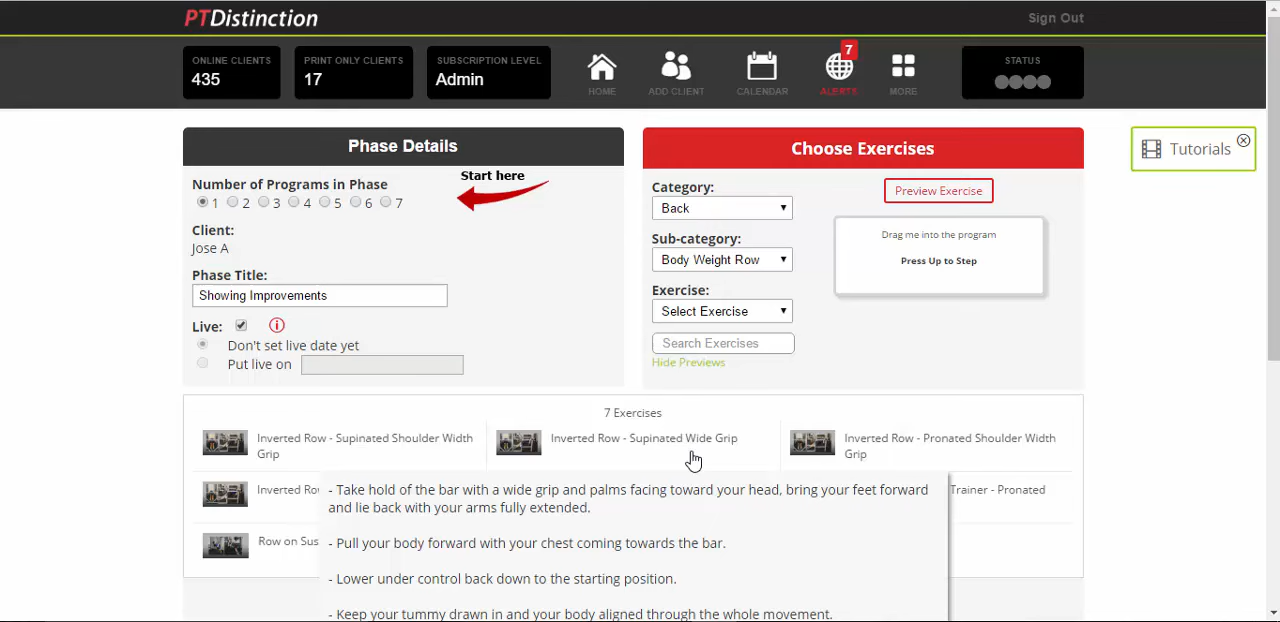 PTDistinction
Sign Out
ONLINE CLIENTS
435
PRINT ONLY CLIENTS
17
SUBSCRIPTION LEVEL
Admin
HOME
ADD CLIENT
CALENDAR
7
ALERTS
MORE
STATUS
Phase Details
Number of Programs in Phase
1 2 3 4 5 6 7
Start here
Client:
Jose A
Phase Title:
Showing Improvements
Live:
Don't set live date yet
Put live on
Choose Exercises
Category:
Back
Sub-category:
Body Weight Row
Exercise:
Select Exercise
Search Exercises
Hide Previews
Preview Exercise
Drag me into the program
Press Up to Step
Tutorials
7 Exercises
Inverted Row - Supinated Shoulder Width
Grip
Inverted Row - Supinated Wide Grip
Inverted Row - Pronated Shoulder Width
Grip
Inverted Ro
Trainer - Pronated
Row on Sus
- Take hold of the bar with a wide grip and palms facing toward your head, bring your feet forward
and lie back with your arms fully extended.
- Pull your body forward with your chest coming towards the bar.
- Lower under control back down to the starting position.
- Keep your tummy drawn in and your body aligned through the whole movement.